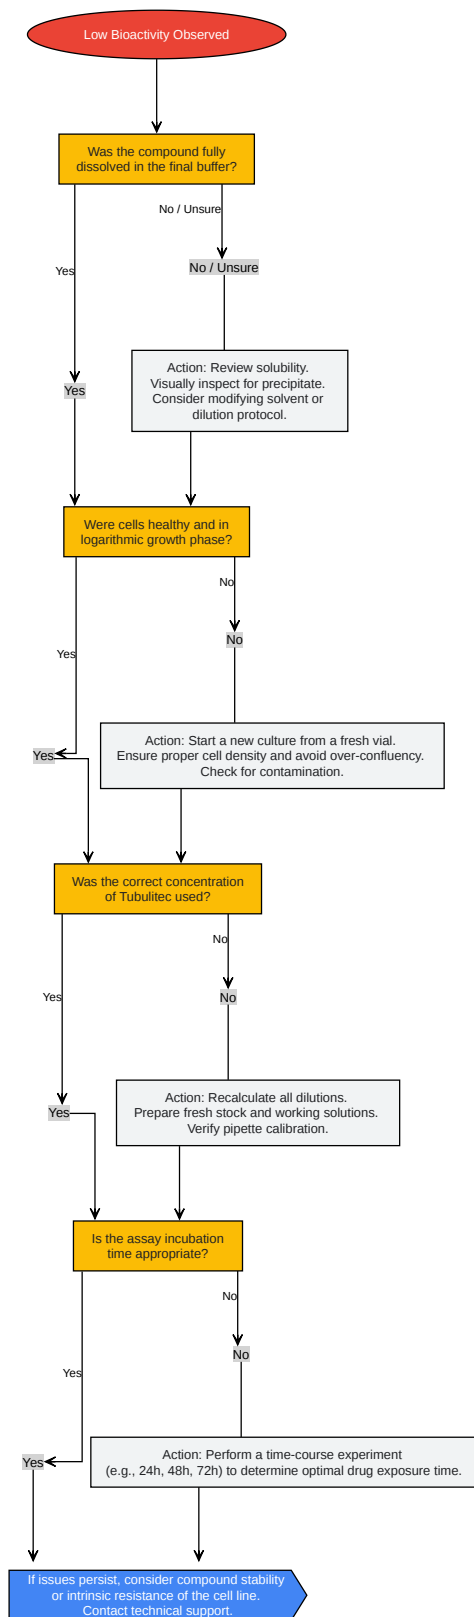 Low Bioactivity Observed
Was the compound fully
dissolved in the final buffer?
No / Unsure
No / Unsure
Yes
Yes
Action: Review solubility.
Visually inspect for precipitate.
Consider modifying solvent or
dilution protocol.
Were cells healthy and in
logarithmic growth phase?
No
No
Yes
Yes
Action: Start a new culture from a fresh vial.
Ensure proper cell density and avoid over-confluency.
Check for contamination.
Was the correct concentration
of Tubulitec used?
No
No
Yes
Yes
Action: Recalculate all dilutions.
Prepare fresh stock and working solutions.
Verify pipette calibration.
Is the assay incubation
time appropriate?
No
No
Yes
Yes
Action: Perform a time-course experiment
(e.g., 24h, 48h, 72h) to determine optimal drug exposure time.
If issues persist, consider compound stability
or intrinsic resistance of the cell line.
Contact technical support.